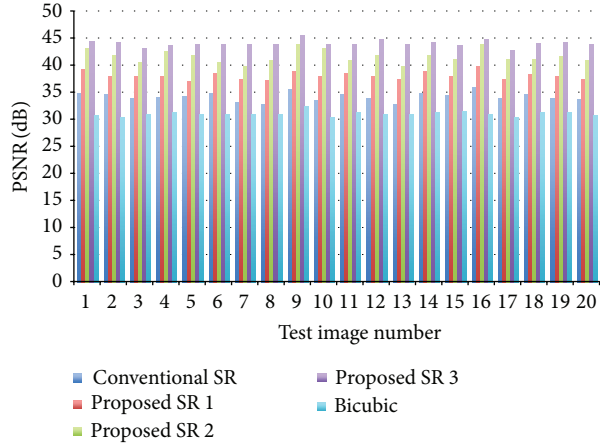 PSNR (dB)
50
45
40
35
30
25
20
15
10
5
0
1 2 3 4 5 6 7 8 9 10 11 12 13 14 15 16 17 18 19 20
Test image number
Conventional SR
Proposed SR 1
Proposed SR 2
Proposed SR 3
Bicubic